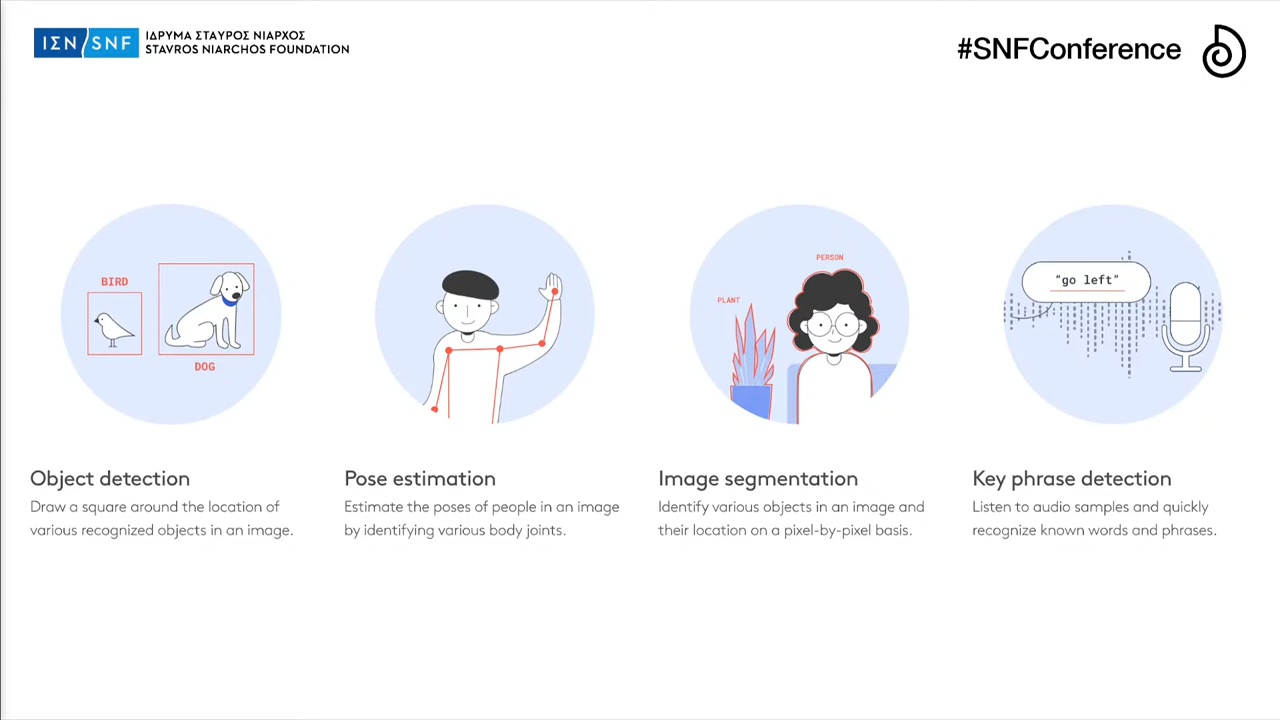 ΙΣΝ/SNF
ΙΔΡΥΜΑ ΣΤΑΥΡΟΣ ΝΙΑΡΧΟΣ
STAVROS NIARCHOS FOUNDATION
#SNFConference
BIRD
DOG
PERSON
PLANT
“go left”
Object detection
Draw a square around the location of
various recognized objects in an image.
Pose estimation
Estimate the poses of people in an image
by identifying various body joints.
Image segmentation
Identify various objects in an image and
their location on a pixel-by-pixel basis.
Key phrase detection
Listen to audio samples and quickly
recognize known words and phrases.